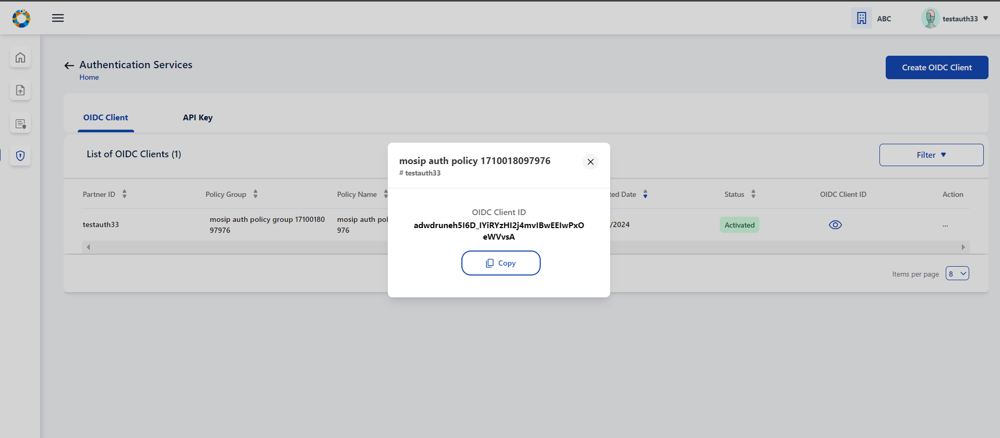 ABC
testauth33
Authentication Services
Home
Create OIDC Client
OIDC Client
API Key
List of OIDC Clients (1)
Filter
mosip auth policy 1710018097976
# testauth33
Partner ID
Policy Group
Policy Name
ted Date
Status
OIDC Client ID
Action
testauth33
mosip auth policy group 17100180
97976
mosip auth pol
976
/2024
Activated
...
OIDC Client ID
adwdruneh5I6D_IYiRYzHI2j4mvIBwEEIwPxO
eWVvsA
Copy
Items per page
8